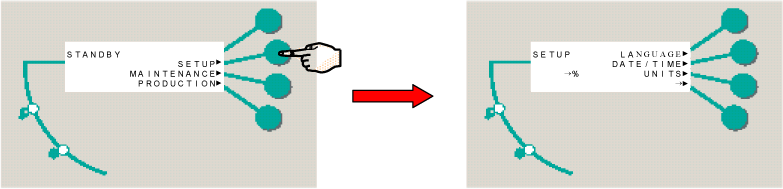 STANDBY
SETUP▶
MAINTENANCE▶
PRODUCTION▶
SETUP LANGUAGE▶
DATE/TIME▶
→% UNITS▶
→▶